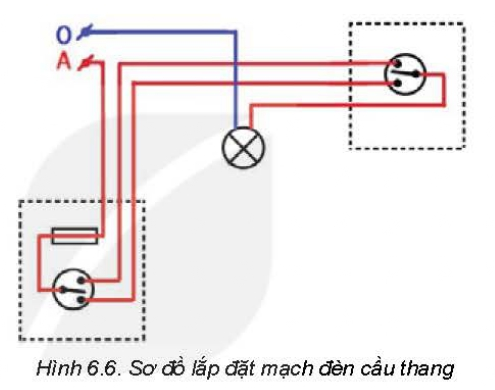 O
A
Hình 6.6. Sơ đồ lắp đặt mạch đèn cầu thang